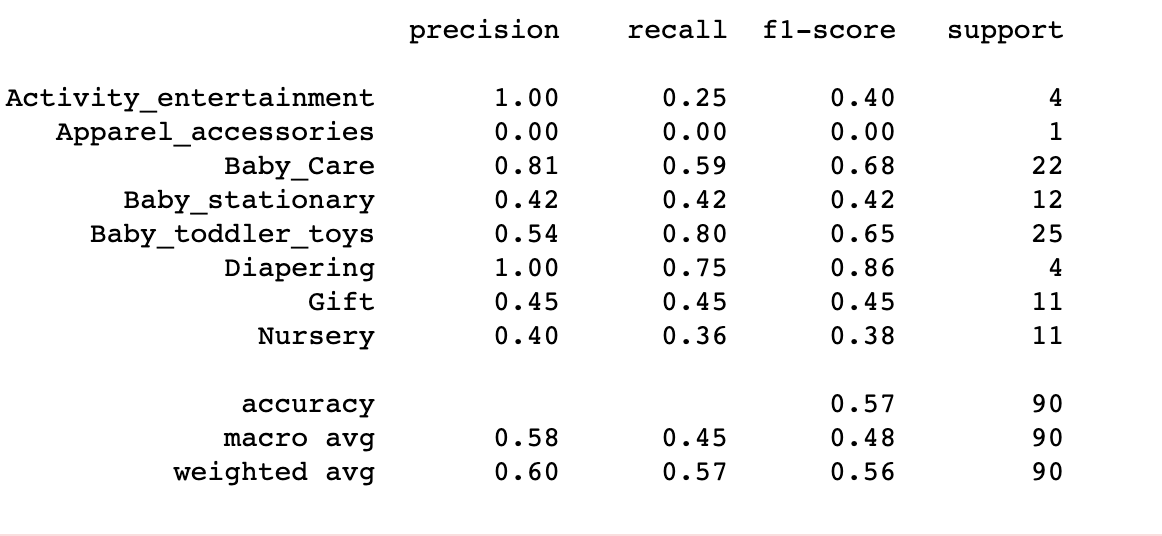 precision recall f1-score support
Activity_entertainment 1.00 0.25 0.40 4
Apparel_accessories 0.00 0.00 0.00 1
Baby_Care 0.81 0.59 0.68 22
Baby_stationary 0.42 0.42 0.42 12
Baby_toddler_toys 0.54 0.80 0.65 25
Diapering 1.00 0.75 0.86 4
Gift 0.45 0.45 0.45 11
Nursery 0.40 0.36 0.38 11
accuracy 0.57 90
macro avg 0.58 0.45 0.48 90
weighted avg 0.60 0.57 0.56 90